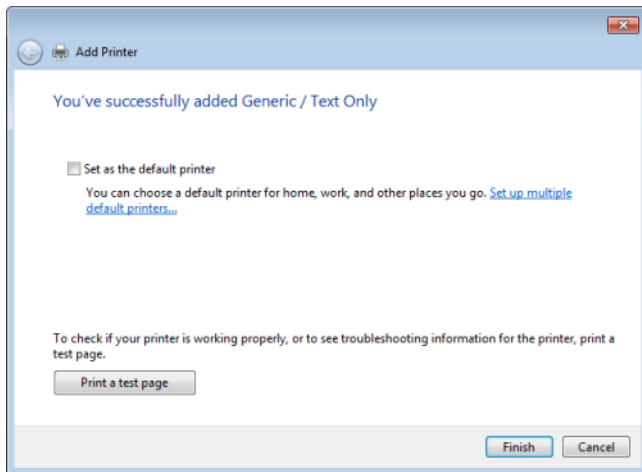 Add Printer
You've successfully added Generic / Text Only
Set as the default printer
You can choose a default printer for home, work, and other places you go. Set up multiple
default printers...
To check if your printer is working properly, or to see troubleshooting information for the printer, print a
test page.
Print a test page
Finish Cancel